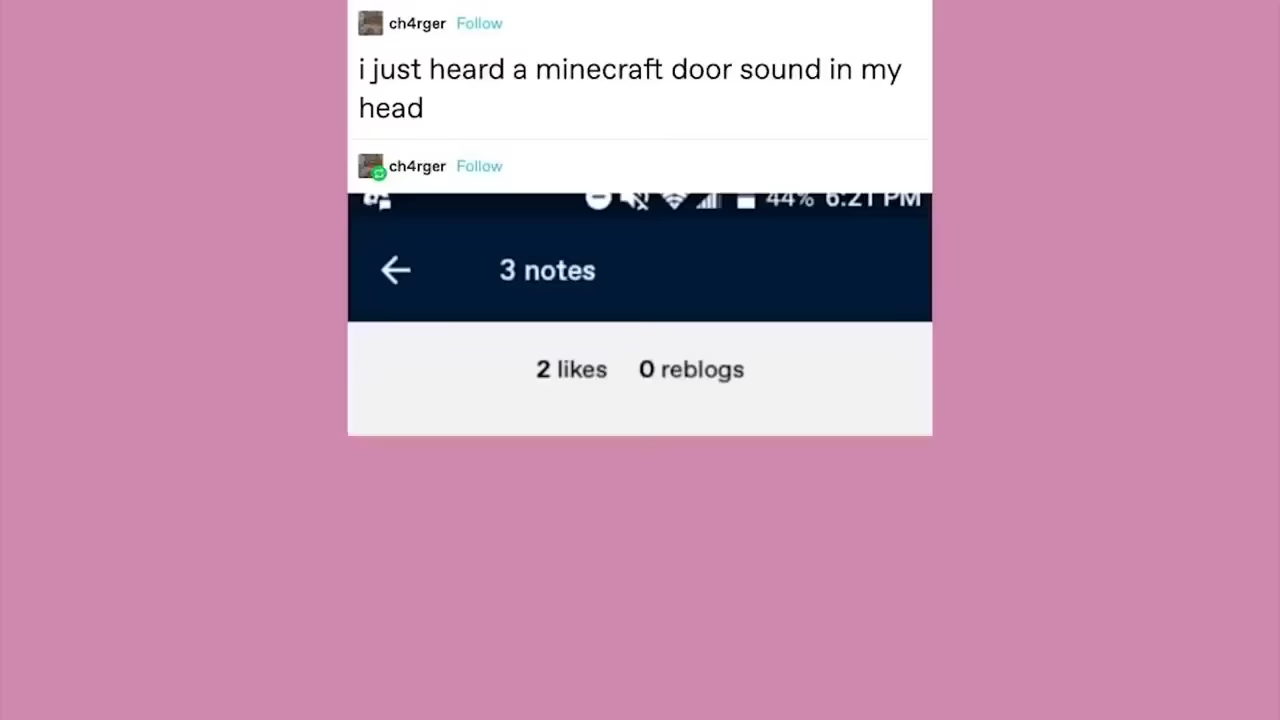 ch4rger Follow
i just heard a minecraft door sound in my
head
ch4rger Follow
44% 6:21 PM
3 notes
2 likes 0 reblogs